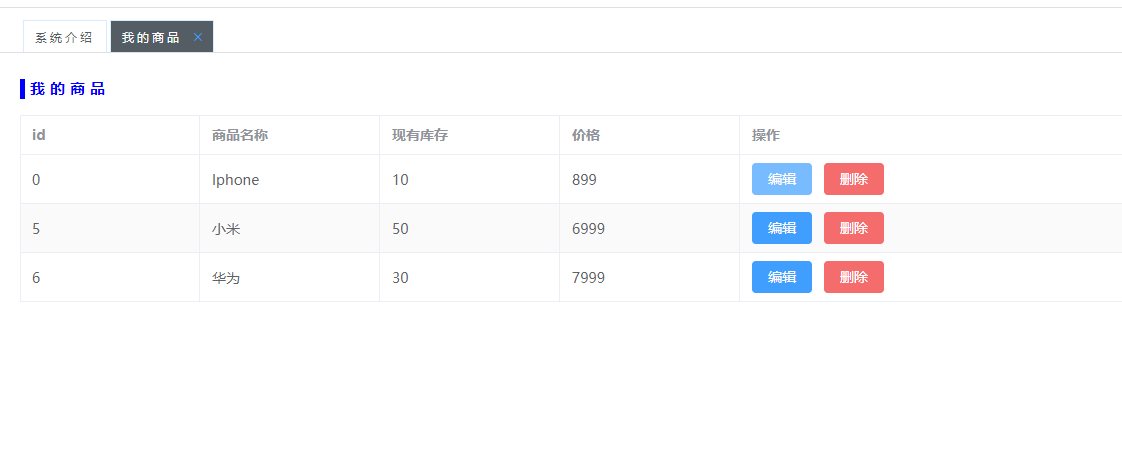 系统介绍 我的商品 ×
我的商品
id 商品名称 现有库存 价格 操作
0 Iphone 10 899 编辑 删除
5 小米 50 6999 编辑 删除
6 华为 30 7999 编辑 删除